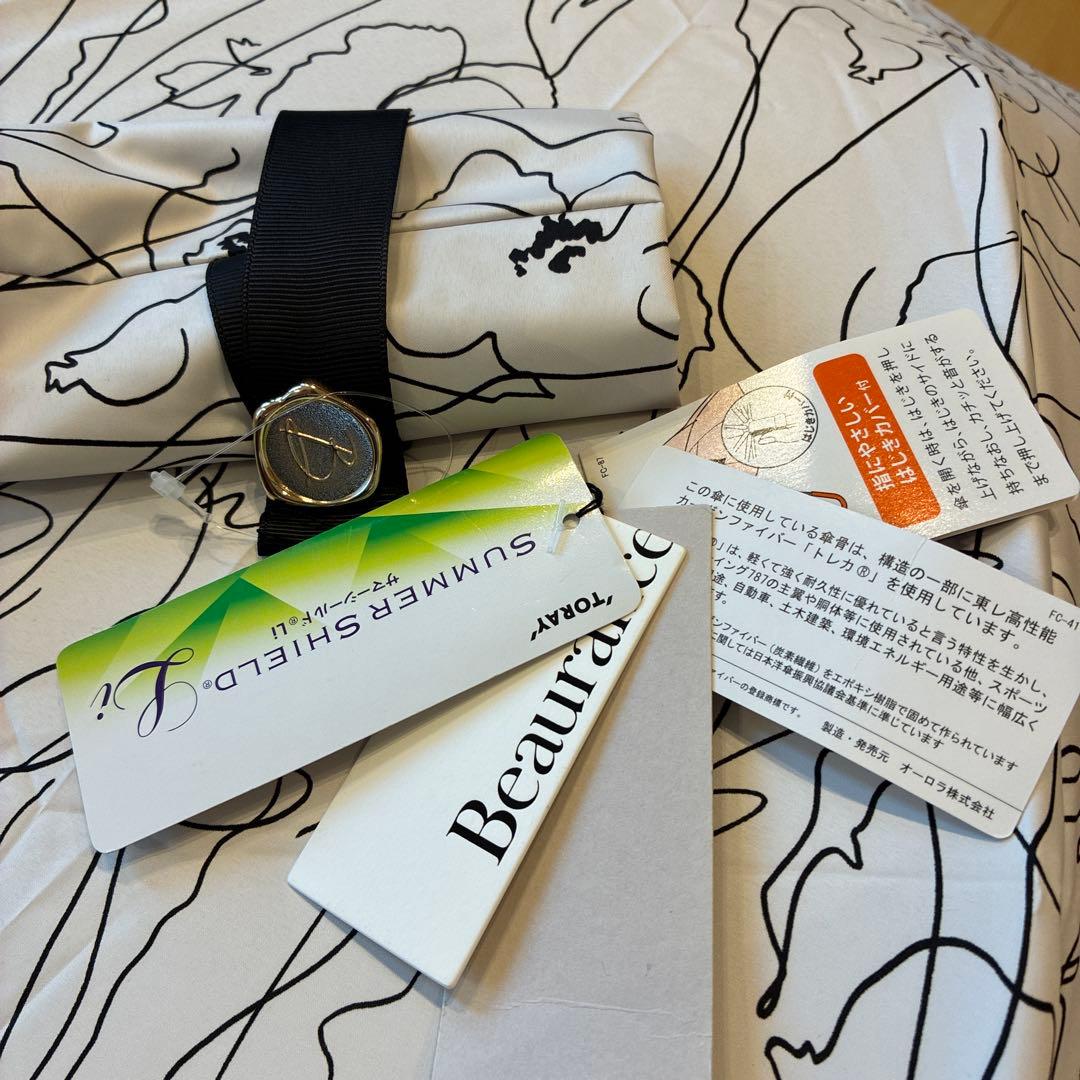 指にやさしい
はじきカバー付
はじきカバー付
傘を開く時は、はじきを押し
上げながら、はじきのサイドに
持ちなおし、カチッと音がする
まで押し上げてください。
FC-87
SUMMERSHIELD®
サマーシールド®Li
Li
'TORAY'
Beaurance
FC-41
この傘に使用している傘骨は、構造の一部に東レ高性能
カーボンファイバー「トレカ®」を使用しています。
の」は、軽くて強く耐久性に優れていると言う特性を生かし、
イング787の主翼や胴体等に使用されている他、スポーツ
途、自動車、土木建築、環境エネルギー用途等に幅広く
す。
ンファイバー(炭素繊維)をエポキシ樹脂で固めて作られています
に関しては日本洋傘振興協議会基準に準じています
イバーの登録商標です。
製造・発売元 オーロラ株式会社